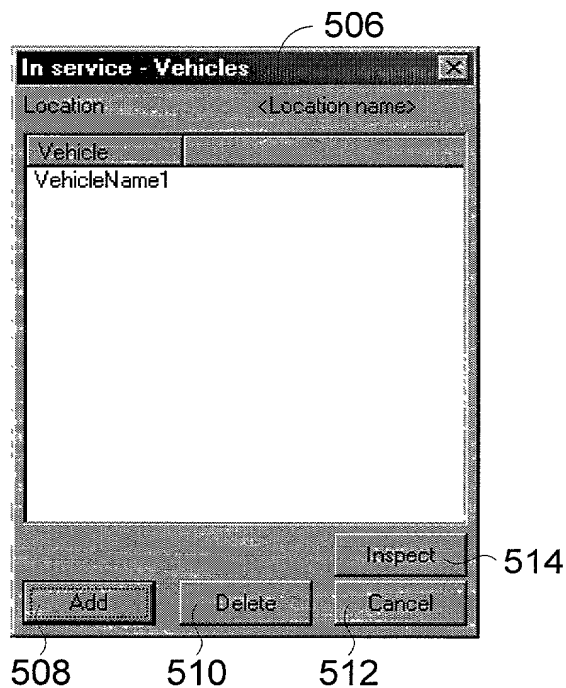 506
In service - Vehicles
Location <Location name>
Vehicle
VehicleName1
Inspect
514
Add Delete Cancel
508 510 512